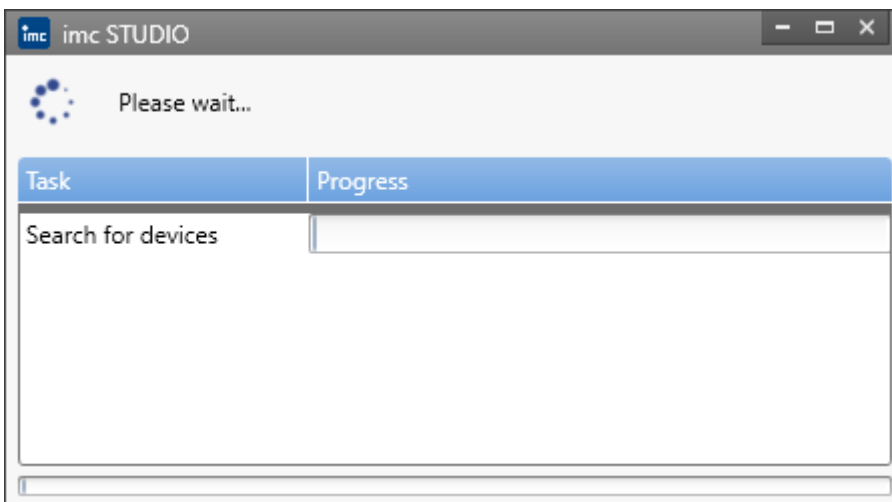 imc imc STUDIO
Please wait...
Task Progress
Search for devices